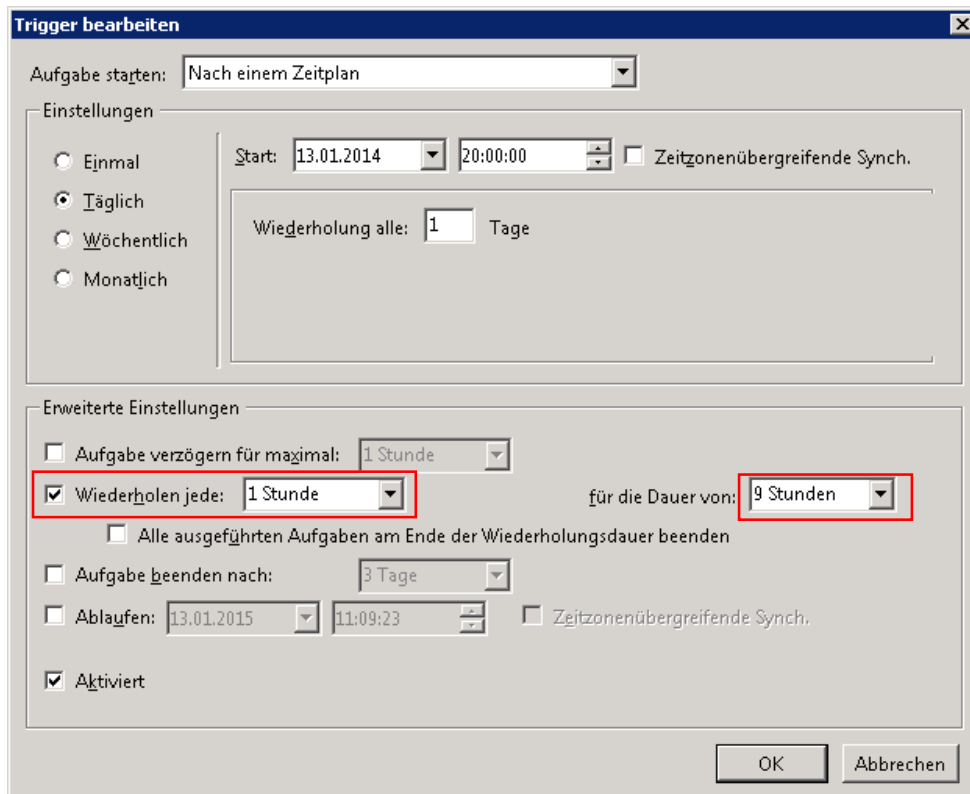 Trigger bearbeiten
Aufgabe starten: Nach einem Zeitplan
Einstellungen
Einmal
Täglich
Wöchentlich
Monatlich
Start: 13.01.2014 20:00:00 Zeitzonenübergreifende Synch.
Wiederholung alle: 1 Tage
Erweiterte Einstellungen
Aufgabe verzögern für maximal: 1 Stunde
Wiederholen jede: 1 Stunde für die Dauer von: 9 Stunden
Alle ausgeführten Aufgaben am Ende der Wiederholungsdauer beenden
Aufgabe beenden nach: 3 Tage
Ablaufen: 13.01.2015 11:09:23 Zeitzonenübergreifende Synch.
Aktiviert
OK Abbrechen